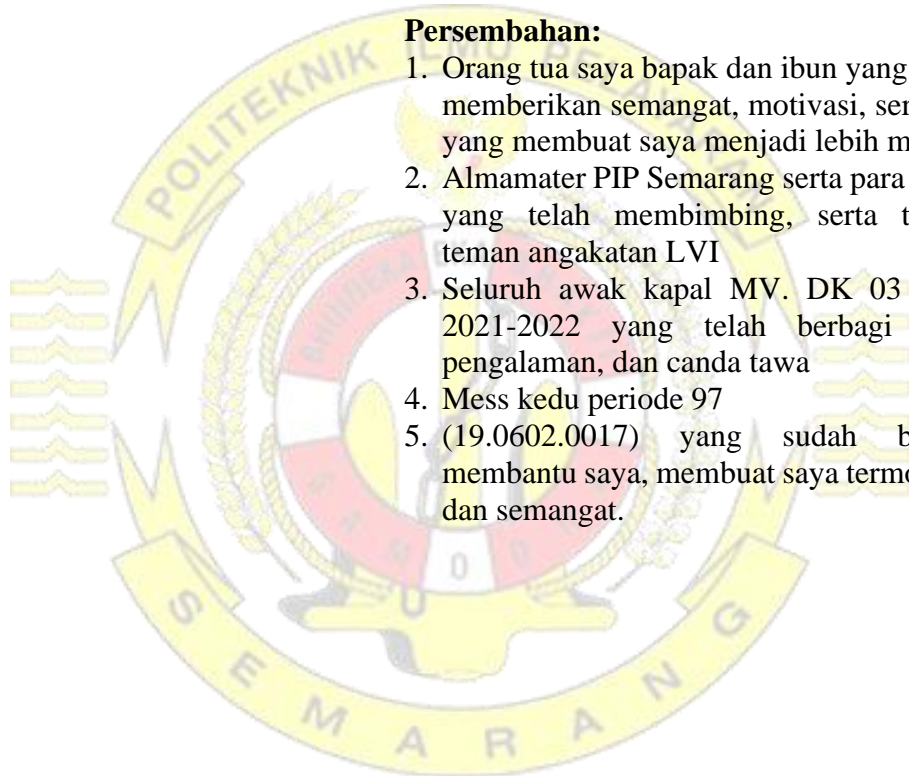 Persembahan:
1. Orang tua saya bapak dan ibun yang
memberikan semangat, motivasi,
yang membuat saya menjadi lebih
2. Almamater PIP Semarang serta para
yang telah membimbing, serta
teman angakatan LVI
3. Seluruh awak kapal MV. DK 03
2021-2022 yang telah berbagi
pengalaman, dan canda tawa
4. Mess kedu periode 97
5. (19.0602.0017) yang sudah
membantu saya, membuat saya
dan semangat.
POLITEKNIK ILMU PELAYARAN
SEMARANG